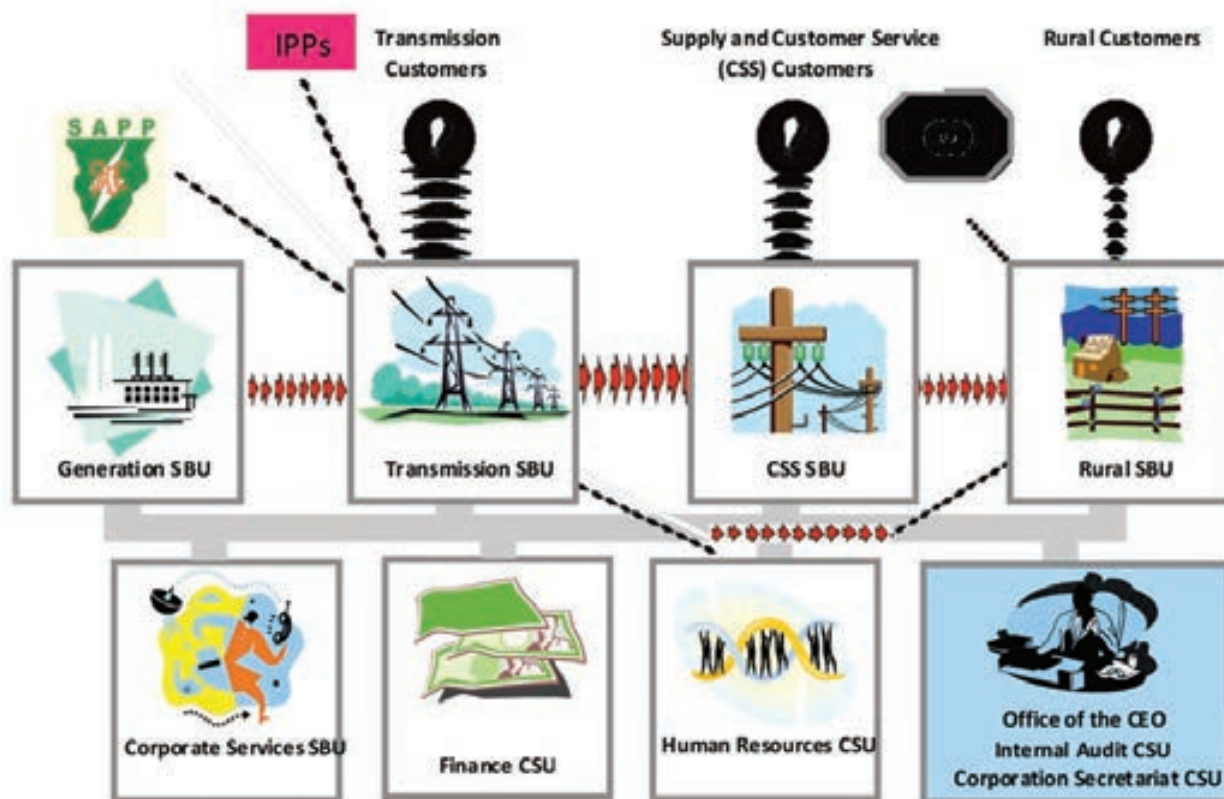 IPPs
Transmission
Customers
Supply and Customer Service
(CSS) Customers
Rural Customers
SAPP
Generation SBU
Transmission SBU
CSS SBU
Rural SBU
Corporate Services SBU
Finance CSU
Human Resources CSU
Office of the CEO
Internal Audit CSU
Corporation Secretariat CSU